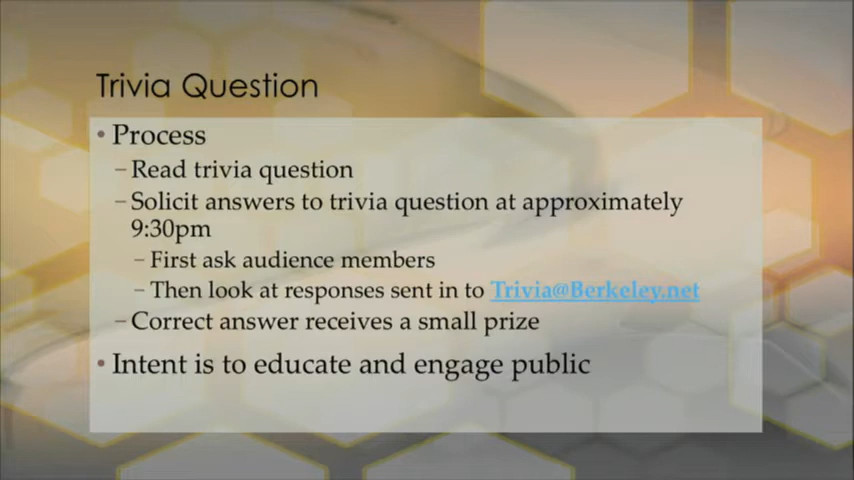 Trivia Question
• Process
–Read trivia question
–Solicit answers to trivia question at approximately
9:30pm
–First ask audience members
–Then look at responses sent in to Trivia@Berkeley.net
–Correct answer receives a small prize
• Intent is to educate and engage public